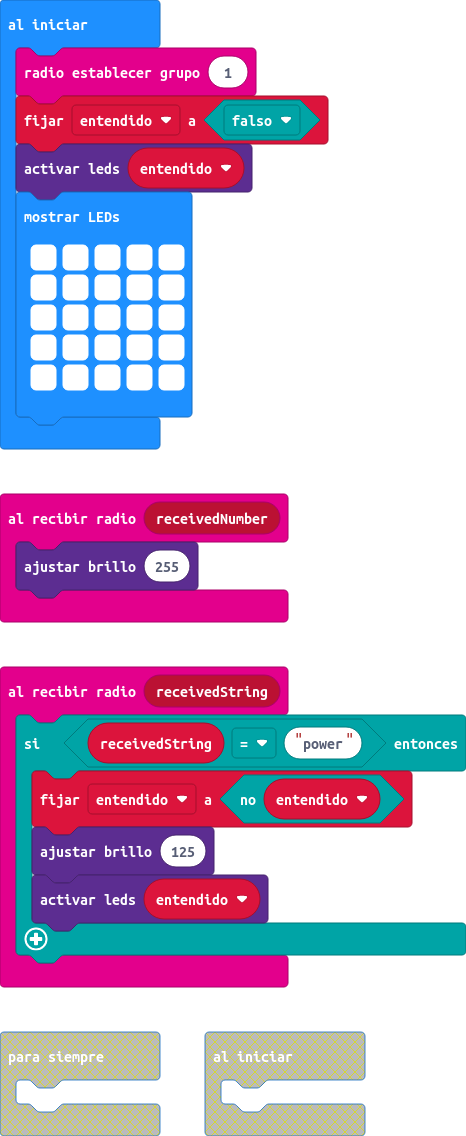 al iniciar
radio establecer grupo 1
fijar entendido a falso
activar leds entendido
mostrar LEDs
al recibir radio receivedNumber
ajustar brillo 255
al recibir radio receivedString
si receivedString = "power" entonces
fijar entendido a no entendido
ajustar brillo 125
activar leds entendido
para siempre al iniciar